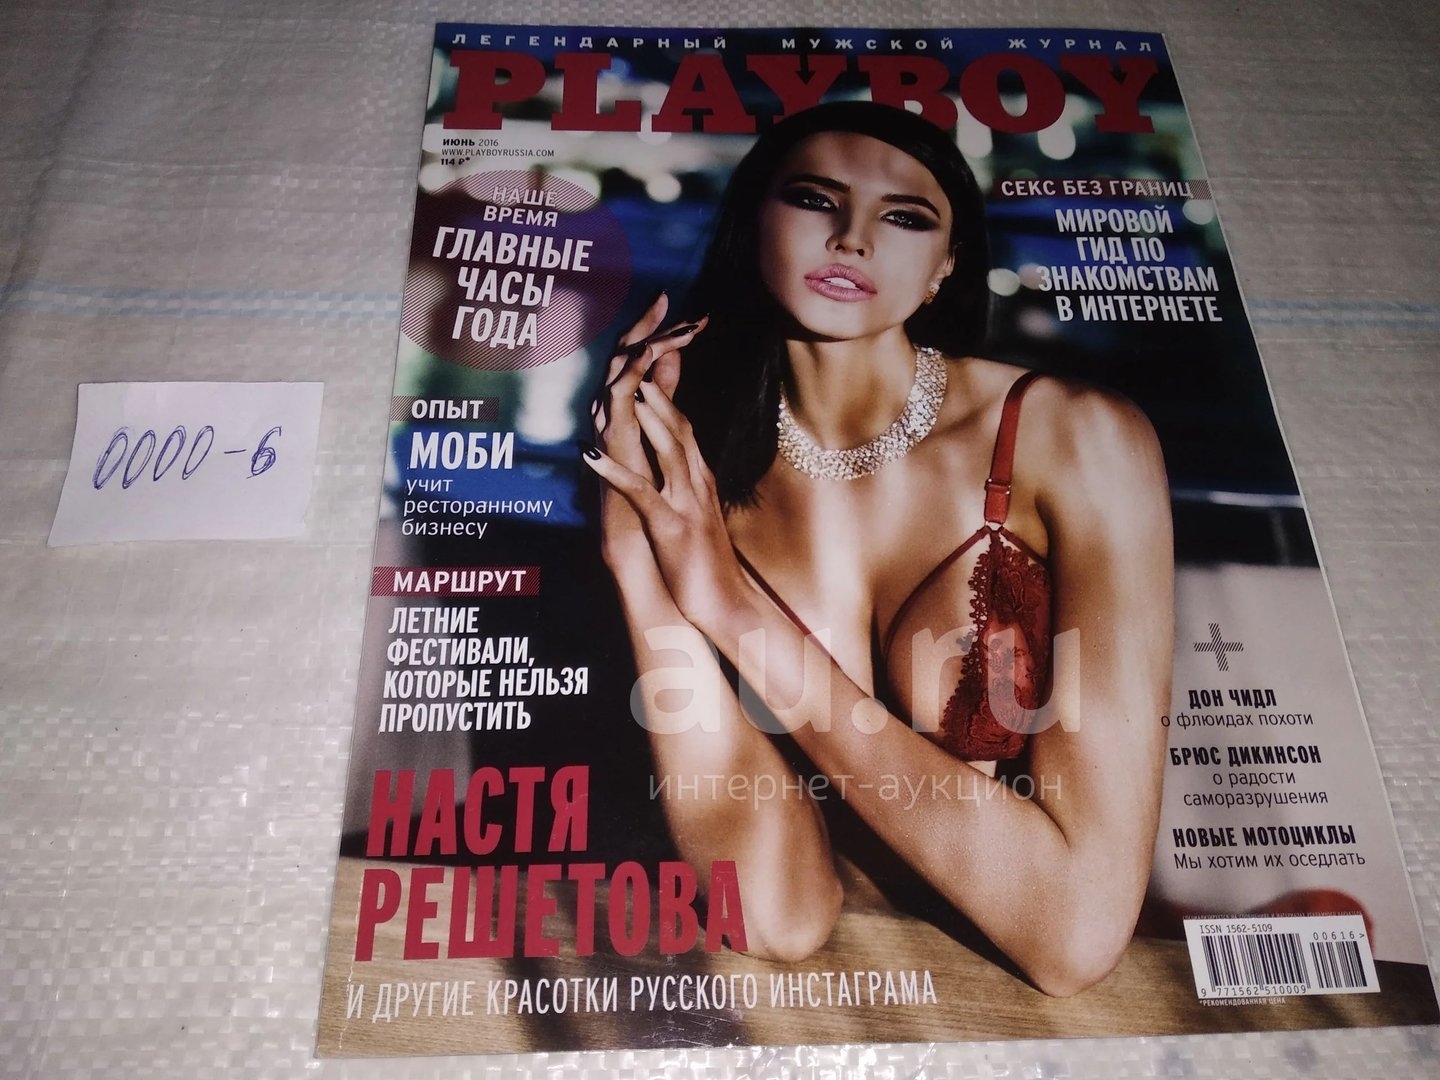 ЛЕГЕНДАРНЫЙ МУЖСКОЙ ЖУРНАЛ
PLAYBOY
ИЮНЬ 2016
WWW.PLAYBOYRUSSIA.COM
114 ₽*
НАШЕ
ВРЕМЯ
ГЛАВНЫЕ
ЧАСЫ
ГОДА
СЕКС БЕЗ ГРАНИЦ
МИРОВОЙ
ГИД ПО
ЗНАКОМСТВАМ
В ИНТЕРНЕТЕ
0000-6
ОПЫТ
МОБИ
учит
ресторанному
бизнесу
МАРШРУТ
ЛЕТНИЕ
ФЕСТИВАЛИ,
КОТОРЫЕ НЕЛЬЗЯ
ПРОПУСТИТЬ
au.ru
интернет-аукцион
+
ДОН ЧИДЛ
о флюидах похоти
БРЮС ДИКИНСОН
о радости
саморазрушения
НОВЫЕ МОТОЦИКЛЫ
Мы хотим их оседлать
НАСТЯ
РЕШЕТОВА
И ДРУГИЕ КРАСОТКИ РУССКОГО ИНСТАГРАМА
ISSN 1562-5109
00616>
9 771562 510009
*РЕКОМЕНДОВАННАЯ ЦЕНА